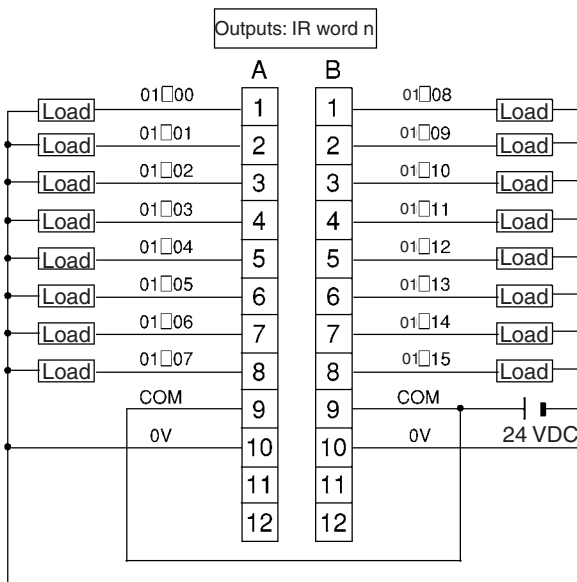 Outputs: IR word n
A B
01□00 1 1 01□08
Load Load
01□01 2 2 01□09
Load Load
01□02 3 3 01□10
Load Load
01□03 4 4 01□11
Load Load
01□04 5 5 01□12
Load Load
01□05 6 6 01□13
Load Load
01□06 7 7 01□14
Load Load
01□07 8 8 01□15
Load Load
COM 9 9 COM
0V 10 10 0V 24 VDC
11 11
12 12